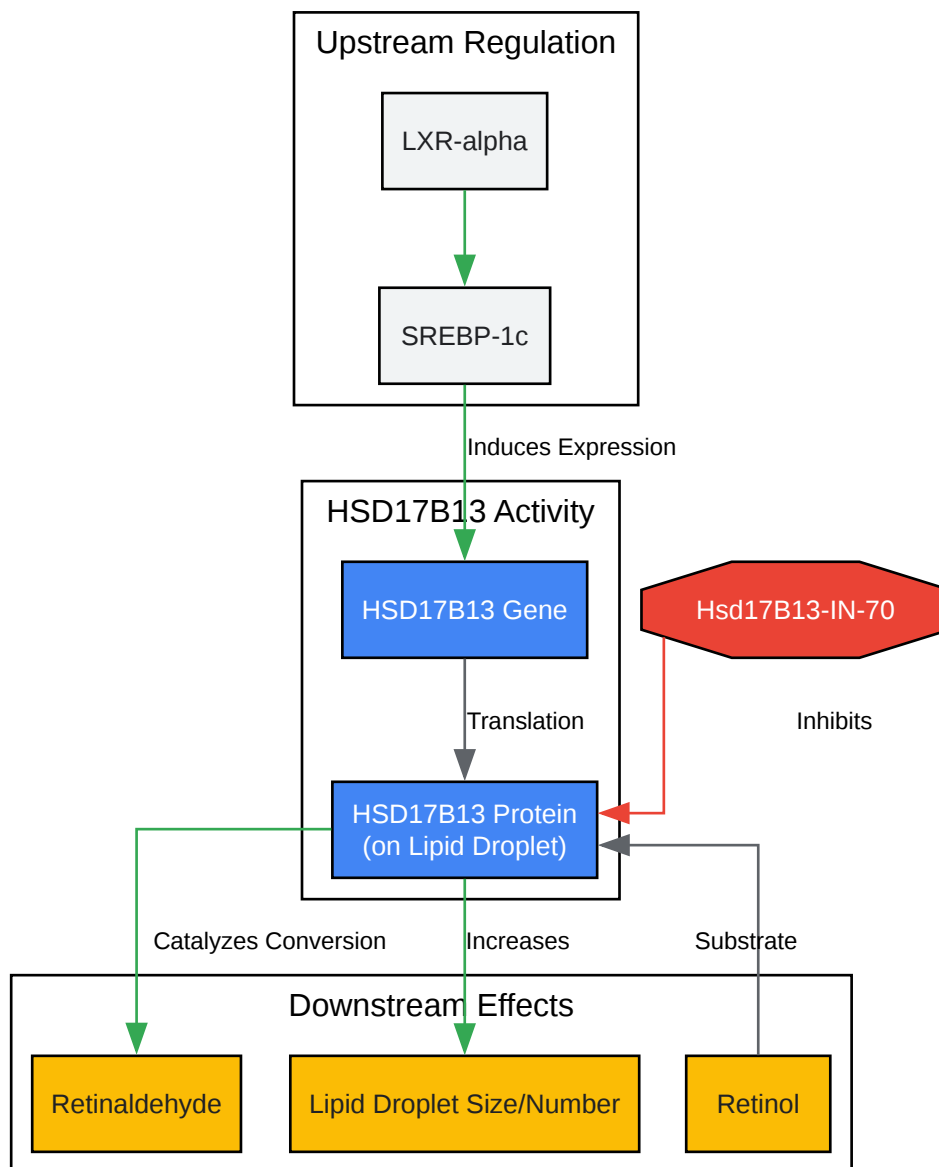 Upstream Regulation
LXR-alpha
SREBP-1c
Induces Expression
HSD17B13 Activity
HSD17B13 Gene
Hsd17B13-IN-70
Translation
Inhibits
HSD17B13 Protein
(on Lipid Droplet)
Catalyzes Conversion
Increases
Substrate
Downstream Effects
Retinaldehyde
Lipid Droplet Size/Number
Retinol